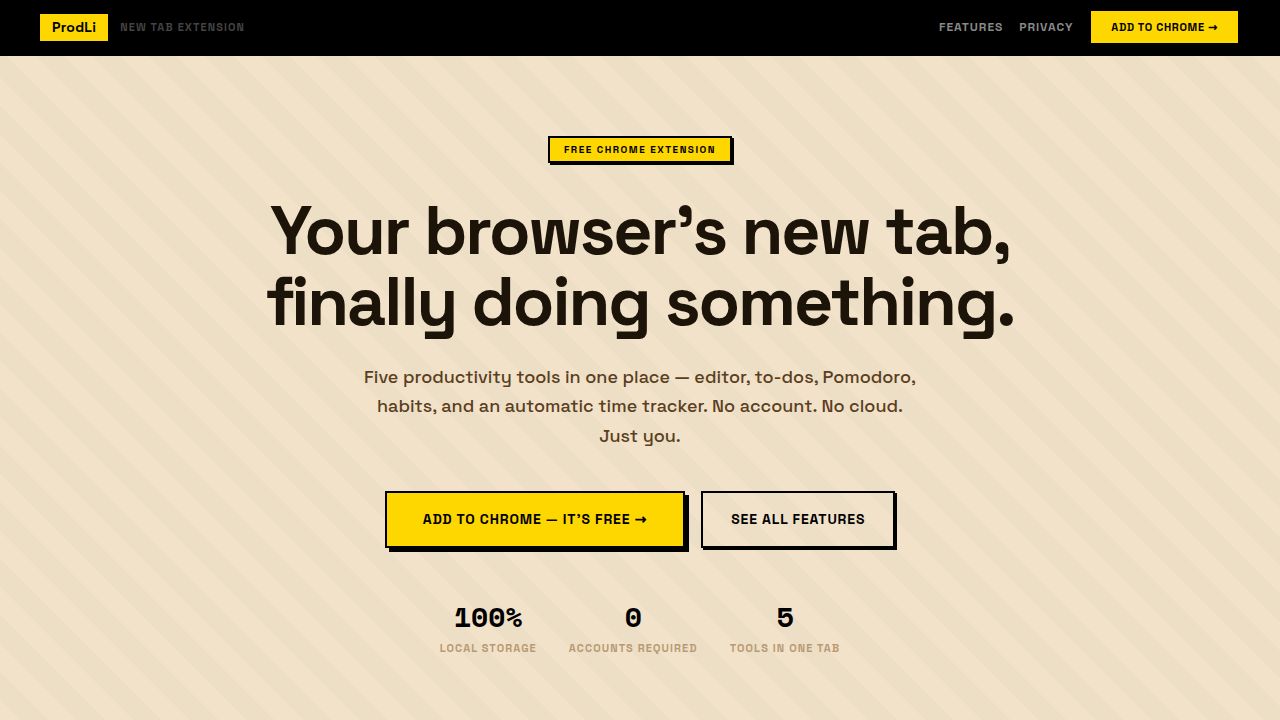 ProdLi
NEW TAB EXTENSION
FEATURES
PRIVACY
ADD TO CHROME →
FREE CHROME EXTENSION
Your browser’s new tab,
finally doing something.
Five productivity tools in one place — editor, to-dos, Pomodoro,
habits, and an automatic time tracker. No account. No cloud.
Just you.
ADD TO CHROME — IT’S FREE →
SEE ALL FEATURES
100%
0
5
LOCAL STORAGE
ACCOUNTS REQUIRED
TOOLS IN ONE TAB